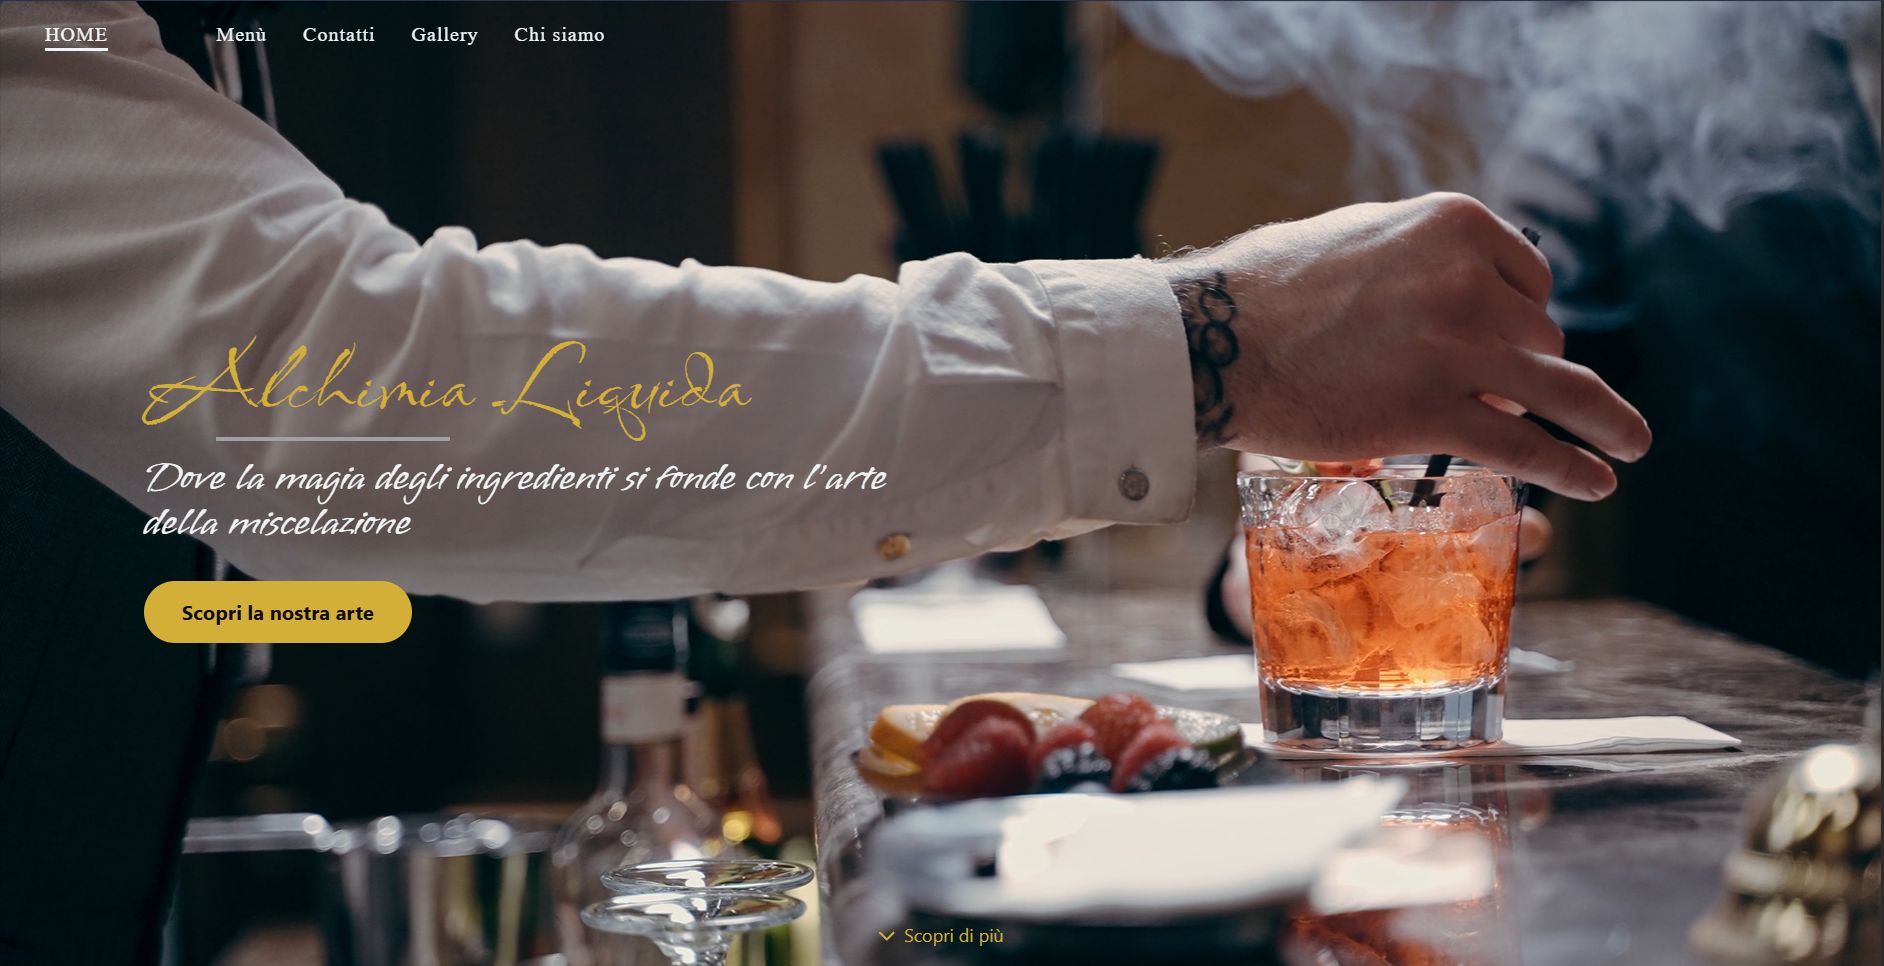 HOME Menù Contatti Gallery Chi siamo
Alchimia Liquida
Dove la magia degli ingredienti si fonde con l'arte
della miscelazione
Scopri la nostra arte
Scopri di più